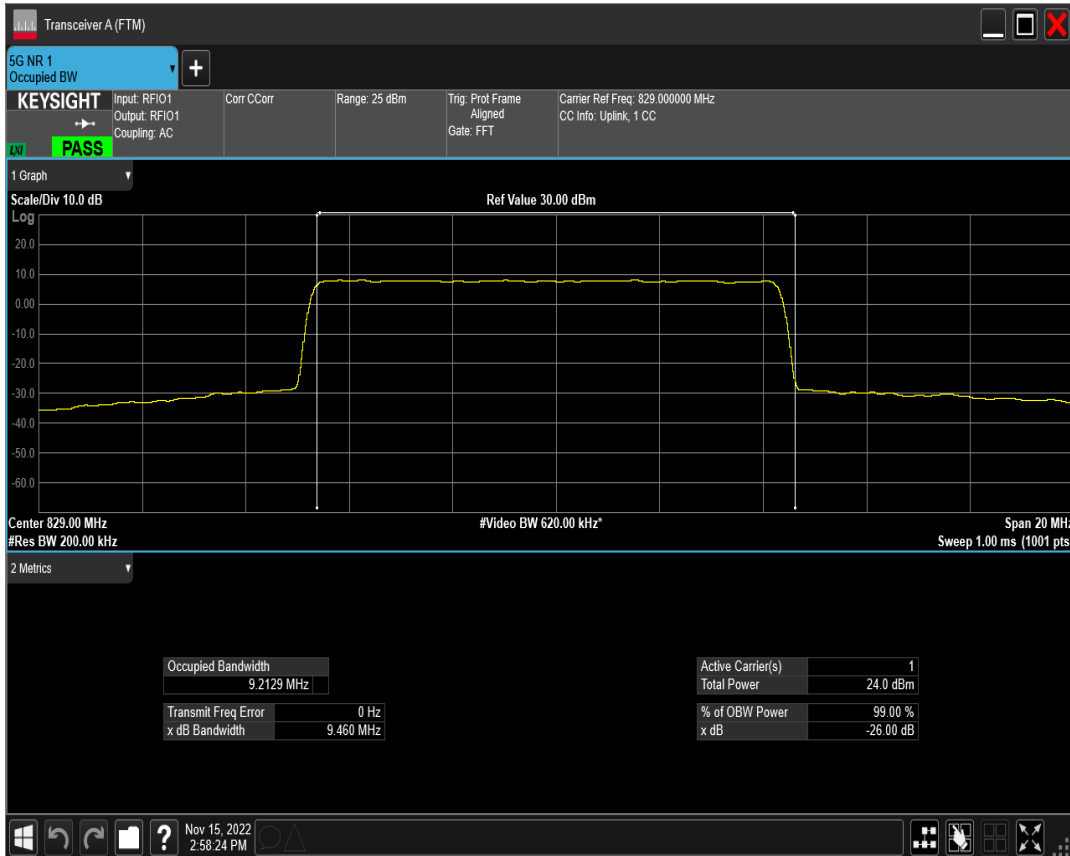 Transceiver A (FTM)
5G NR 1
Occupied BW
+
KEYSIGHT
Input: RFIO1
Output: RFIO1
Coupling: AC
LXI
PASS
Corr CCorr
Range: 25 dBm
Trig: Prot Frame
Aligned
Gate: FFT
Carrier Ref Freq: 829.000000 MHz
CC Info: Uplink, 1 CC
1 Graph
Scale/Div 10.0 dB
Ref Value 30.00 dBm
Log
20.0
10.0
0.00
-10.0
-20.0
-30.0
-40.0
-50.0
-60.0
Center 829.00 MHz
#Video BW 620.00 kHz*
Span 20 MHz
#Res BW 200.00 kHz
Sweep 1.00 ms (1001 pts
2 Metrics
Occupied Bandwidth
9.2129 MHz
Transmit Freq Error 0 Hz
x dB Bandwidth 9.460 MHz
Active Carrier(s) 1
Total Power 24.0 dBm
% of OBW Power 99.00 %
x dB -26.00 dB
?
Nov 15, 2022
2:58:24 PM